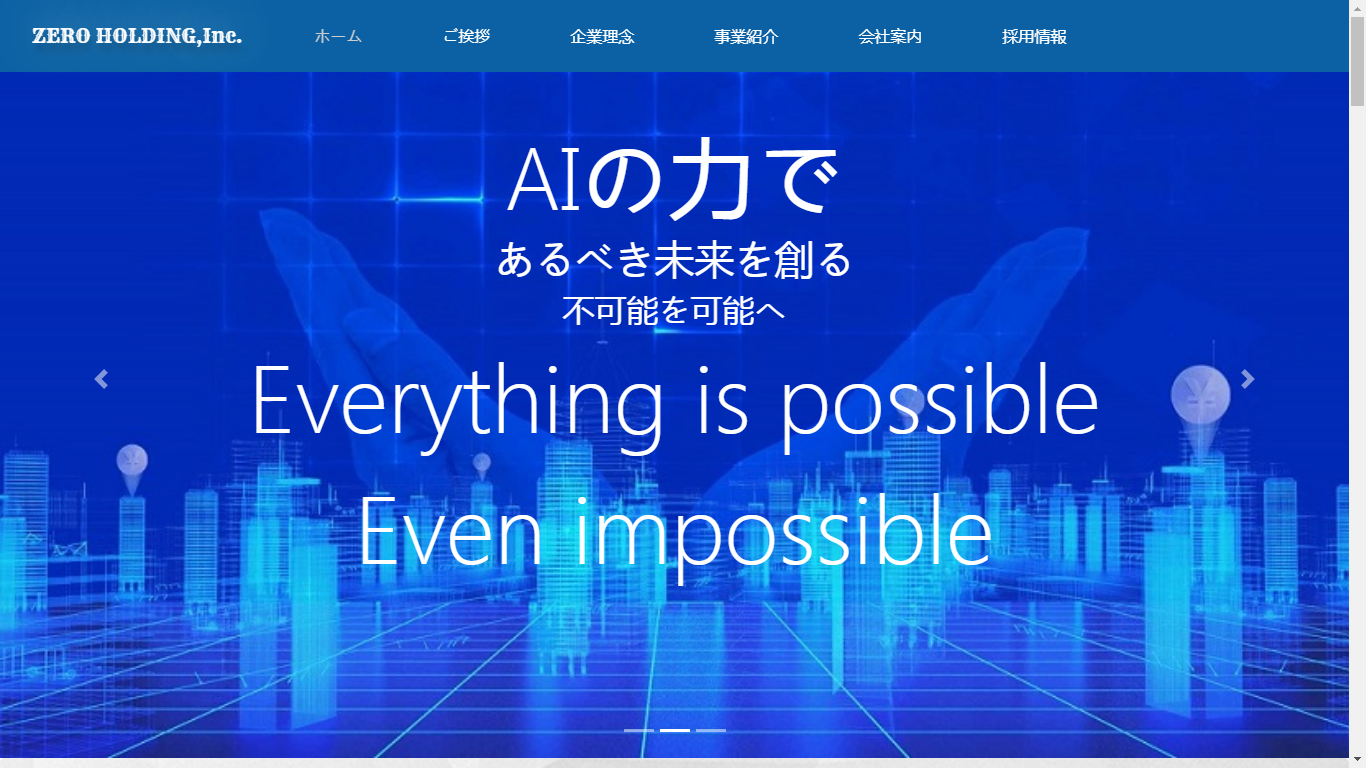 ZERO HOLDING,Inc.
ホーム
ご挨拶
企業理念
事業紹介
会社案内
採用情報
AIの力で
あるべき未来を創る
不可能を可能へ
Everything is possible
Even impossible